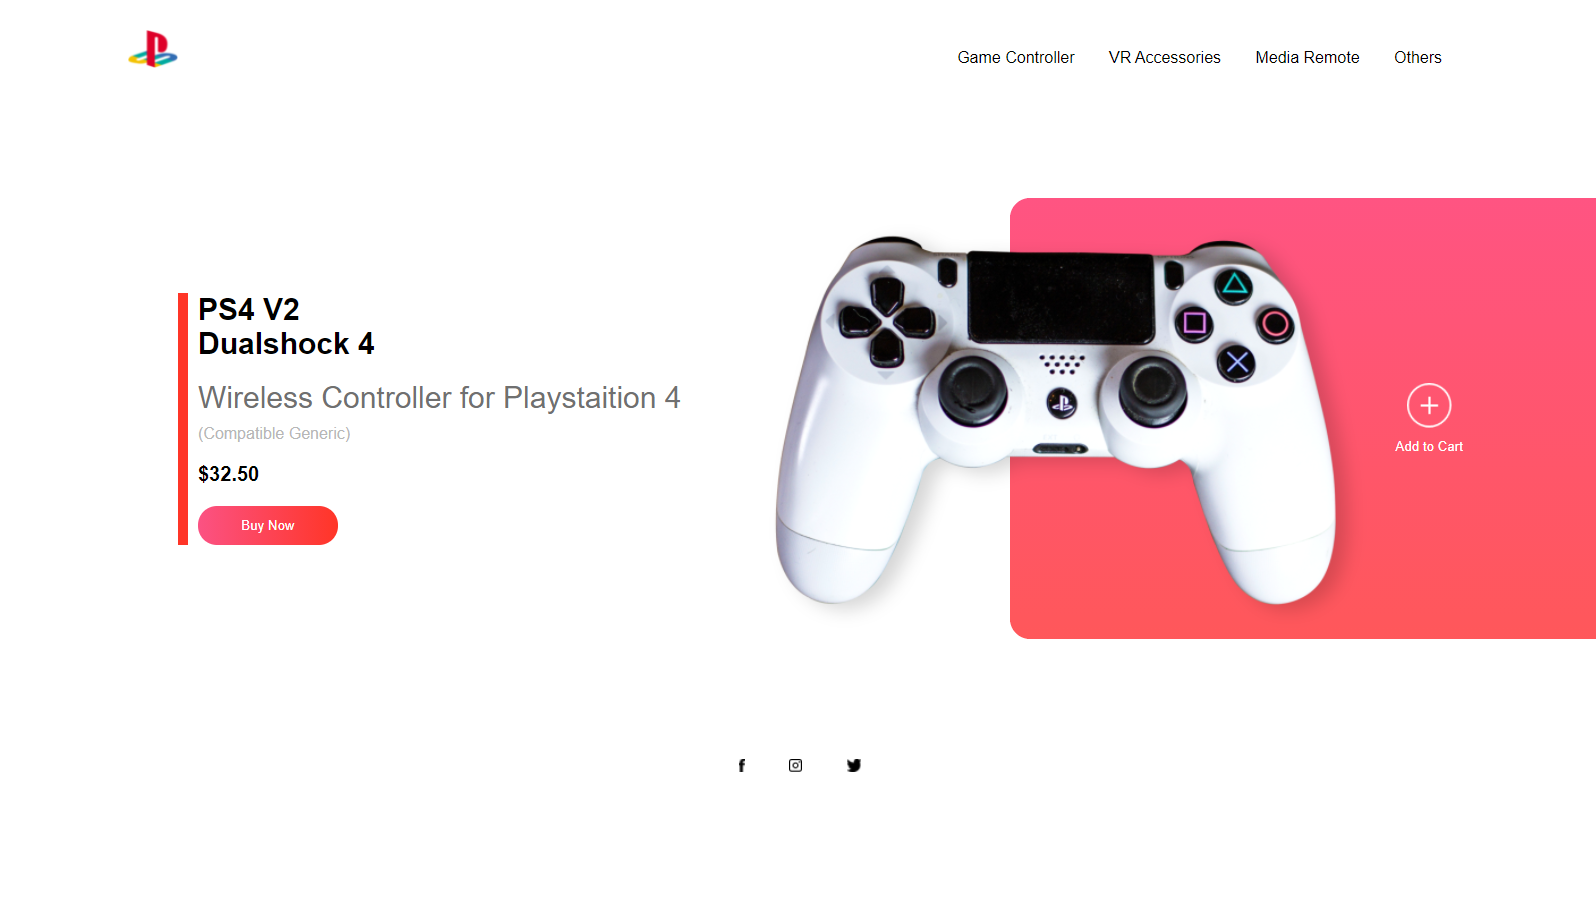 Game Controller VR Accessories Media Remote Others
PS4 V2
Dualshock 4
Wireless Controller for Playstaition 4
(Compatible Generic)
$32.50
Buy Now
Add to Cart